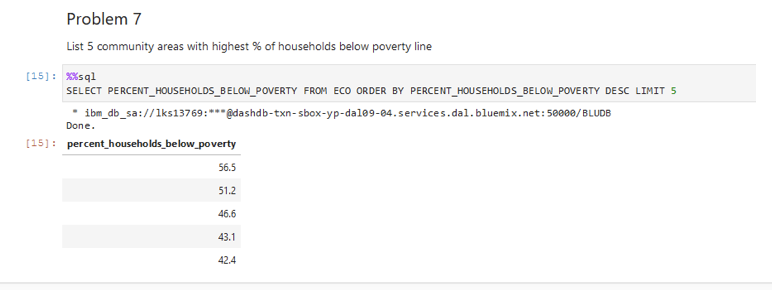 Problem 7
List 5 community areas with highest % of households below poverty line
[15]: %%sql
SELECT PERCENT_HOUSEHOLDS_BELOW_POVERTY FROM ECO ORDER BY PERCENT_HOUSEHOLDS_BELOW_POVERTY DESC LIMIT 5
* ibm_db_sa://lks13769:***@dashdb-txn-sbox-yp-dal09-04.services.dal.bluemix.net:50000/BLUDB
Done.
[15]: percent_households_below_poverty
56.5
51.2
46.6
43.1
42.4